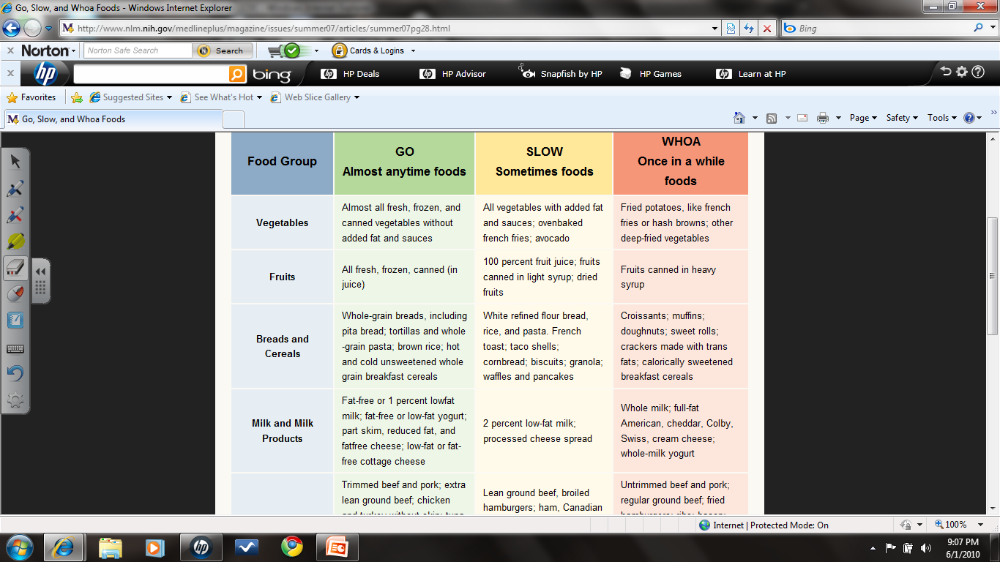 Go, Slow, and Whoa Foods - Windows Internet Explorer
http://www.nlm.nih.gov/medlineplus/magazine/issues/summer07/articles/summer07pg28.html
Bing
x Norton
Norton Safe Search
Search
Cards & Logins
x hp
bing
HP Deals
HP Advisor
Snapfish by HP
HP Games
Learn at HP
Favorites
Suggested Sites
See What's Hot
Web Slice Gallery
Go, Slow, and Whoa Foods
Page
Safety
Tools
Food Group
GO
Almost anytime foods
SLOW
Sometimes foods
WHOA
Once in a while
foods
Vegetables
Almost all fresh, frozen, and
canned vegetables without
added fat and sauces
All vegetables with added fat
and sauces; ovenbaked
french fries; avocado
Fried potatoes, like french
fries or hash browns; other
deep-fried vegetables
Fruits
All fresh, frozen, canned (in
juice)
100 percent fruit juice; fruits
canned in light syrup; dried
fruits
Fruits canned in heavy
syrup
Breads and
Cereals
Whole-grain breads, including
pita bread; tortillas and whole
-grain pasta; brown rice; hot
and cold unsweetened whole
grain breakfast cereals
White refined flour bread,
rice, and pasta. French
toast; taco shells;
cornbread; biscuits; granola;
waffles and pancakes
Croissants; muffins;
doughnuts; sweet rolls;
crackers made with trans
fats; calorically sweetened
breakfast cereals
Milk and Milk
Products
Fat-free or 1 percent lowfat
milk; fat-free or low-fat yogurt;
part skim, reduced fat, and
fatfree cheese; low-fat or fat-
free cottage cheese
2 percent low-fat milk;
processed cheese spread
Whole milk; full-fat
American, cheddar, Colby,
Swiss, cream cheese;
whole-milk yogurt
Trimmed beef and pork; extra
lean ground beef; chicken
and turkey without skin; tuna
Lean ground beef, broiled
hamburgers; ham, Canadian
Untrimmed beef and pork;
regular ground beef; fried
hamburgers; ribs; bacon;
Internet | Protected Mode: On
100%
hp
9:07 PM
6/1/2010